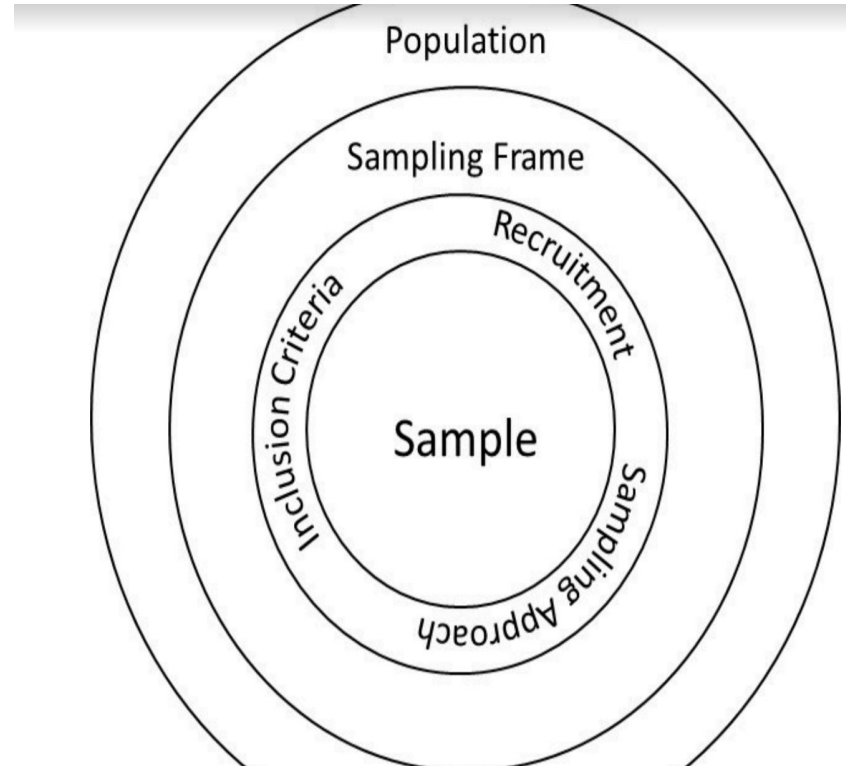 Population
Sampling Frame
Recruitment
Inclusion Criteria
Sample
Sampling Approach